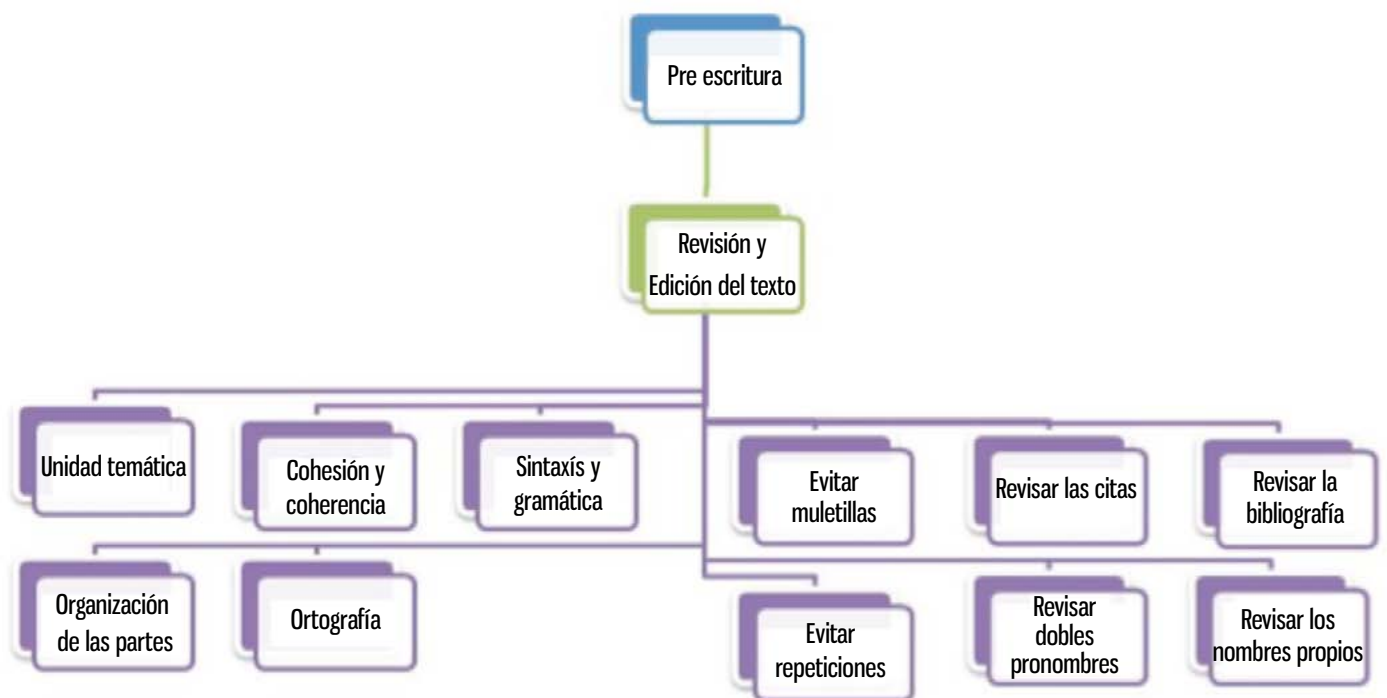 Pre escritura
Revisión y
Edición del texto
Unidad temática
Cohesión y
coherencia
Sintaxís y
gramática
Evitar
muletillas
Revisar las citas
Revisar la
bibliografía
Organización
de las partes
Ortografía
Evitar
repeticiones
Revisar
dobles
pronombres
Revisar los
nombres propios